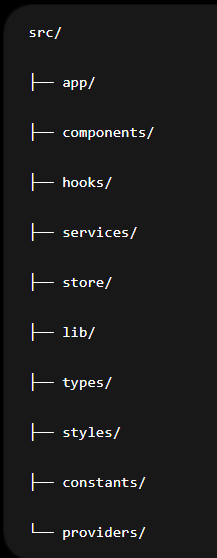 src/
├── app/
├── components/
├── hooks/
├── services/
├── store/
├── lib/
├── types/
├── styles/
├── constants/
└── providers/